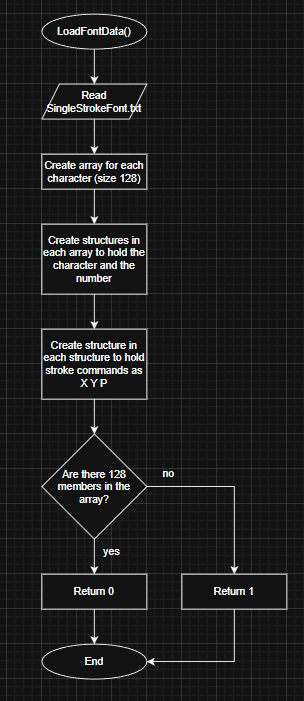 LoadFontData()
Read
SingleStrokeFont.txt
Create array for each
character (size 128)
Create structures in
each array to hold the
character and the
number
Create structure in
each structure to hold
stroke commands as
X Y P
Are there 128
members in the
array?
no
yes
Return 0
Return 1
End